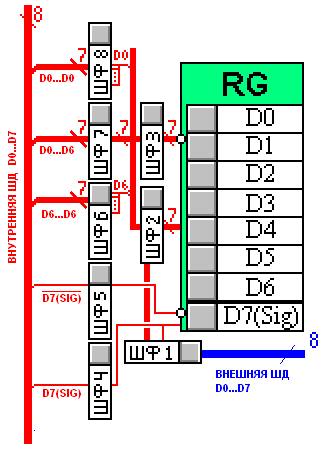 8
7
D0
ШФ8
D0...D0
RG
D0
7
7
7
ШФ7
ШФ3
D1
D0...D6
D2
7
D6
D3
ШФ6
7
ШФ2
D4
D6...D6
D5
ВНУТРЕННЯЯ ШД D0...D7
D6
D7(SIG)
ШФ5
D7(Sig)
8
ШФ1
ВНЕШНЯЯ ШД
D0...D7
D7(SIG)
ШФ4